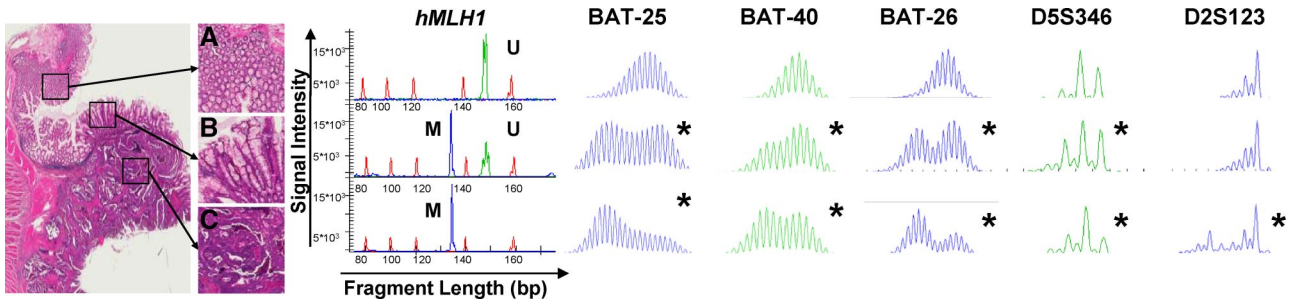 hMLH1 BAT-25 BAT-40 BAT-26 D5S346 D2S123
A
B
C
Signal Intensity
15*10³ U
5*10³
80 100 120 140 160
15*10³ M U *  * * *
5*10³
80 100 120 140 160
15*10³ M * * * * *
5*10³
80 100 120 140 160
Fragment Length (bp)